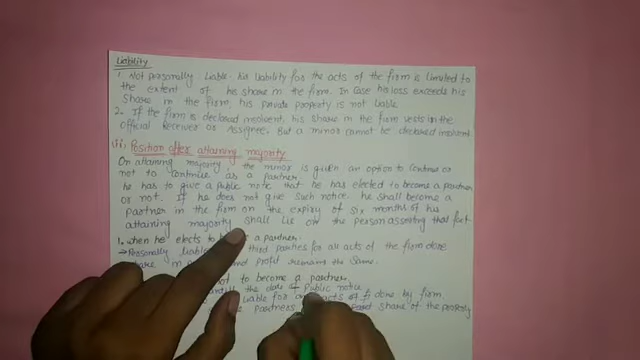 Liability
1. Not personally liable. his liability for the acts of the firm is limited to
the extent of his share in the firm. In case his loss exceeds his
share in the firm, his private property is not liable.
2. If the firm is declared insolvent, his share in the firm vests in the
official Receiver or Assignee. But a minor cannot be declared insolvent
(ii) Position after attaining majority
On attaining majority, the minor is given an option to continue or
not to continue as a partner.
he has to give a public notice that he has elected to become a partner
or not. If he does not give such notice. he shall become a
partner in the firm on the expiry of six months of his
attaining majority shall lie on the person asserting that fact
1. when he elects to be a partner:
→ Personally liable third parties for all acts of the firm done
share and profit remains the same.
not to become a partner.
until the date of public notice
liable for acts of done by firm
partners share of the property